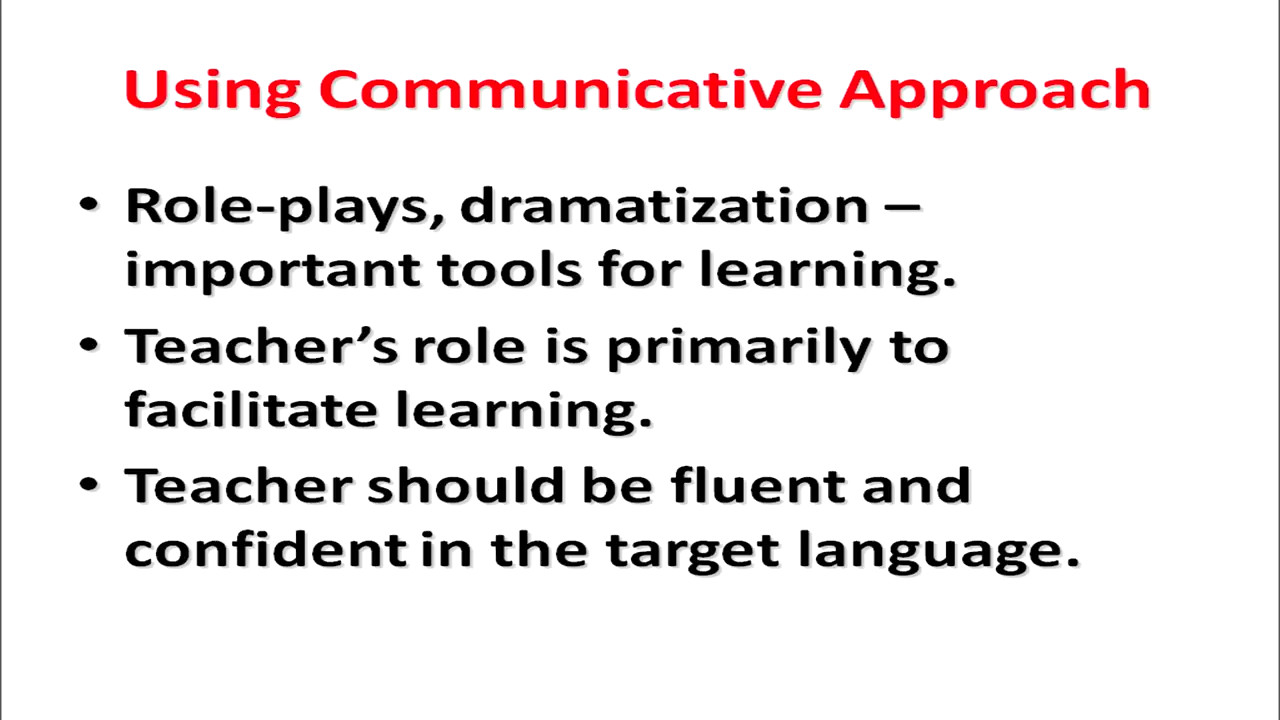 Using Communicative Approach
• Role-plays, dramatization –
important tools for learning.
• Teacher’s role is primarily to
facilitate learning.
• Teacher should be fluent and
confident in the target language.